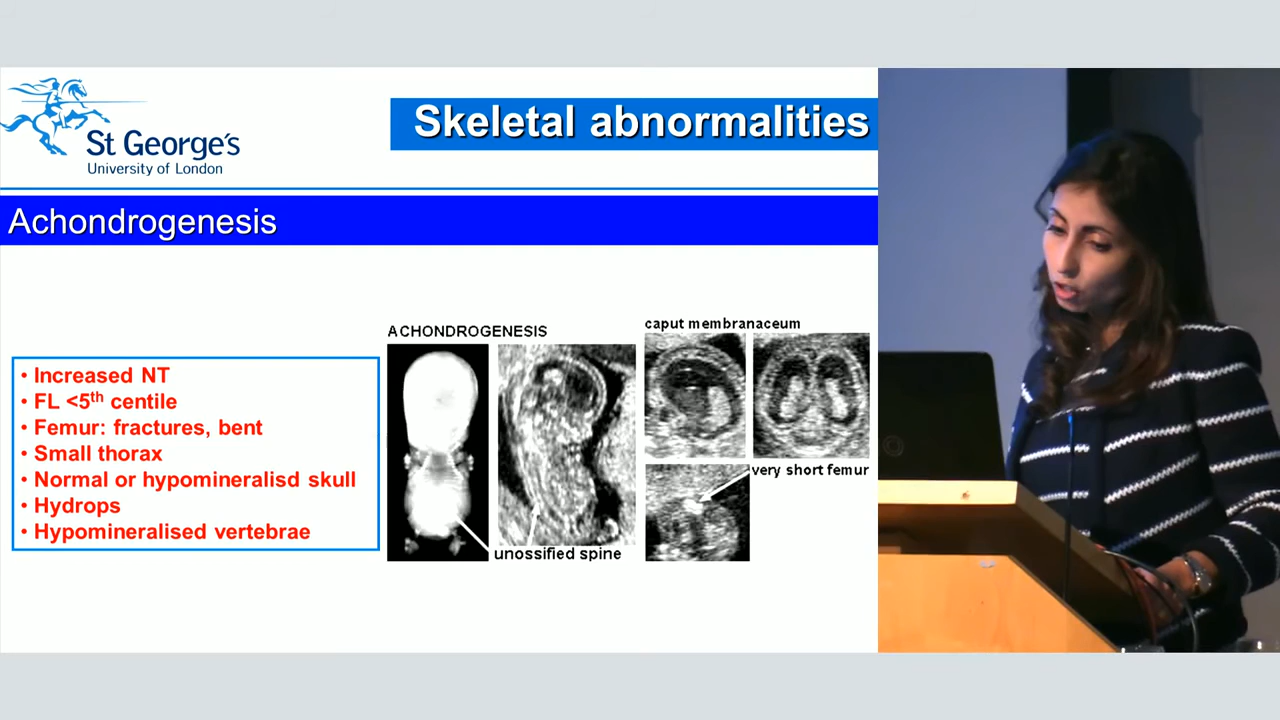 St George's
University of London
Skeletal abnormalities
Achondrogenesis
• Increased NT
• FL <5th centile
• Femur: fractures, bent
• Small thorax
• Normal or hypomineralisd skull
• Hydrops
• Hypomineralised vertebrae
ACHONDROGENESIS
unossified spine
caput membranaceum
very short femur